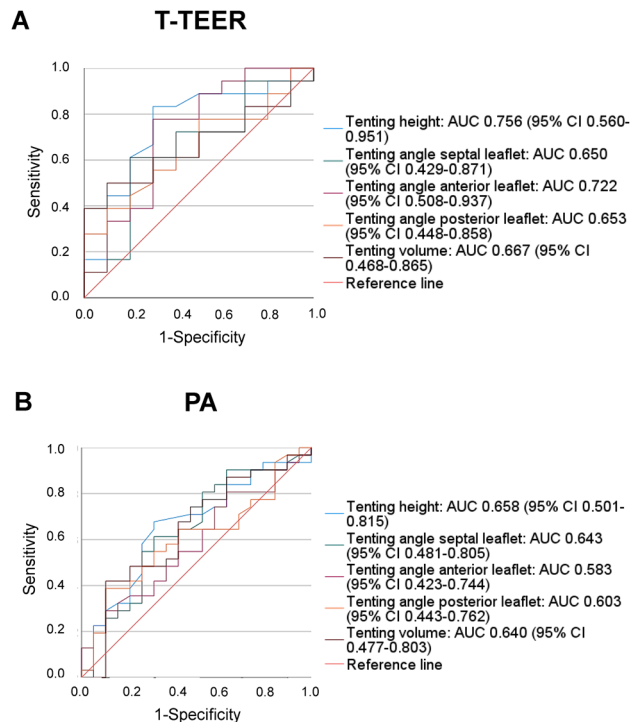 A
T-TEER
1.0
0.8
0.6
0.4
0.2
0.0
Sensitivity
0.0
0.2
0.4
0.6
0.8
1.0
1-Specificity
Tenting height: AUC 0.756 (95% CI 0.560-
0.951)
Tenting angle septal leaflet: AUC 0.650
(95% CI 0.429-0.871)
Tenting angle anterior leaflet: AUC 0.722
(95% CI 0.508-0.937)
Tenting angle posterior leaflet: AUC 0.653
(95% CI 0.448-0.858)
Tenting volume: AUC 0.667 (95% CI
0.468-0.865)
Reference line
B
PA
1.0
0.8
0.6
0.4
0.2
0.0
Sensitivity
0.0
0.2
0.4
0.6
0.8
1.0
1-Specificity
Tenting height: AUC 0.658 (95% CI 0.501-
0.815)
Tenting angle septal leaflet: AUC 0.643
(95% CI 0.481-0.805)
Tenting angle anterior leaflet: AUC 0.583
(95% CI 0.423-0.744)
Tenting angle posterior leaflet: AUC 0.603
(95% CI 0.443-0.762)
Tenting volume: AUC 0.640 (95% CI
0.477-0.803)
Reference line